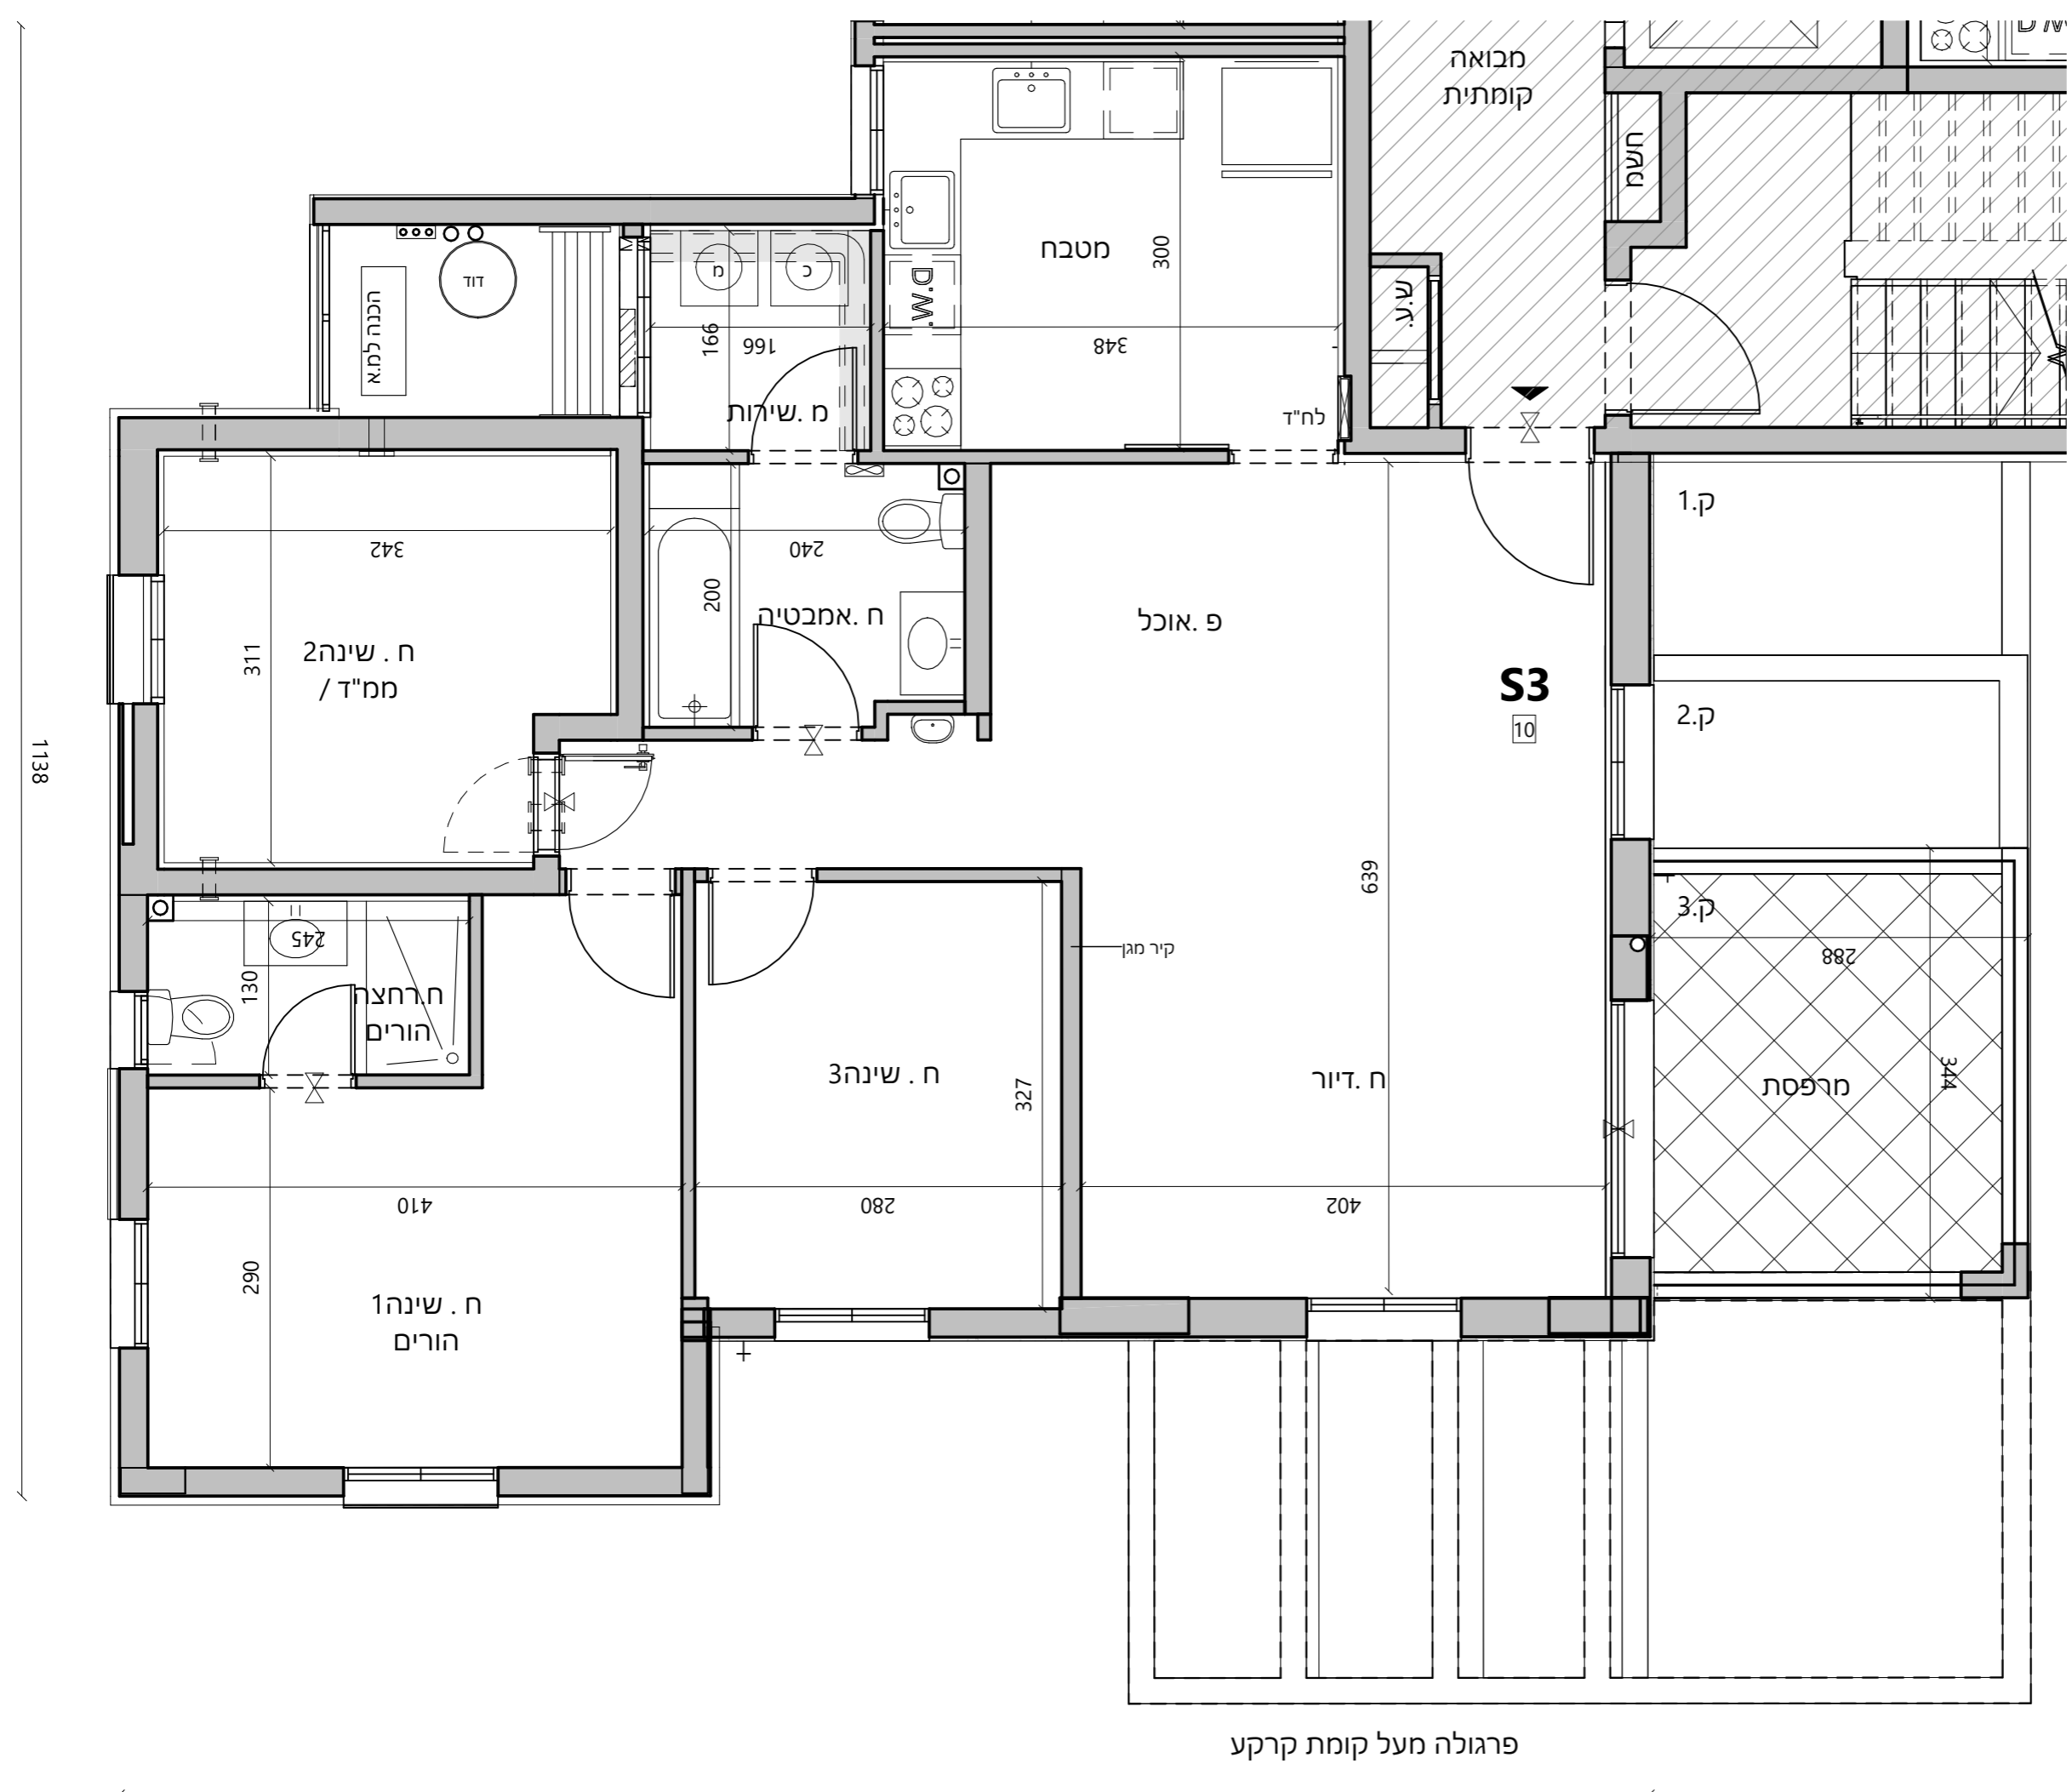 מבואה
קומתית
D.W.
חשמ
ש.ע.
מטבח
300
348
D.W.
לח"ד
דוד
הכנה למ.א
מ
כ
166
166
מ .שירות
342
311
ח . שינה2
ממ"ד /
240
200
ח .אמבטיה
פ .אוכל
S3
10
639
ק.1
ק.2
ק.3
288
344
מרפסת
1138
245
130
ח.רחצה
הורים
קיר מגן
ח . שינה3
327
280
ח .דיור
402
410
290
ח . שינה1
הורים
פרגולה מעל קומת קרקע